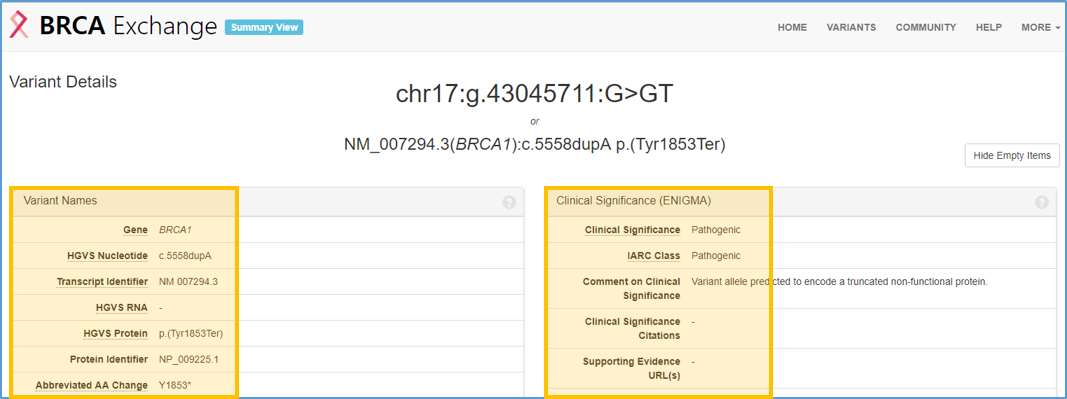 BRCA Exchange Summary View HOME VARIANTS COMMUNITY HELP MORE
Variant Details
chr17:g.43045711:G>GT
or
NM_007294.3(BRCA1):c.5558dupA p.(Tyr1853Ter)
Hide Empty Items
Variant Names ?
Gene BRCA1
HGVS Nucleotide c.5558dupA
Transcript Identifier NM 007294.3
HGVS RNA -
HGVS Protein p.(Tyr1853Ter)
Protein Identifier NP_009225.1
Abbreviated AA Change Y1853*
Clinical Significance (ENIGMA) ?
Clinical Significance Pathogenic
IARC Class Pathogenic
Comment on Clinical Variant allele predicted to encode a truncated non-functional protein.
Significance
Clinical Significance -
Citations
Supporting Evidence -
URL(s)